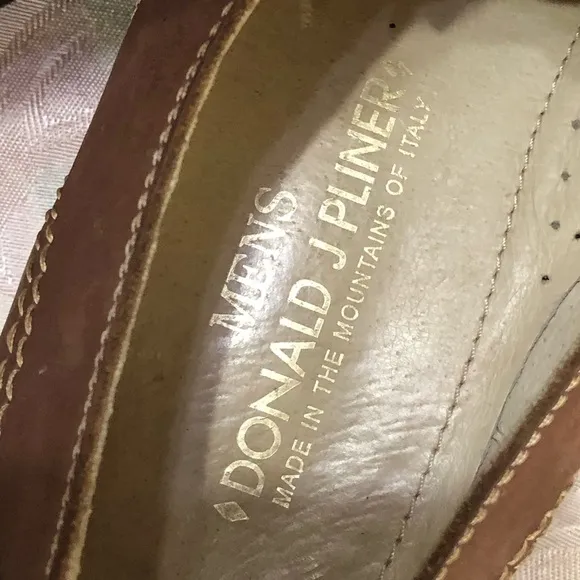 MENS
DONALD J PLINER
MADE IN THE MOUNTAINS OF ITALY